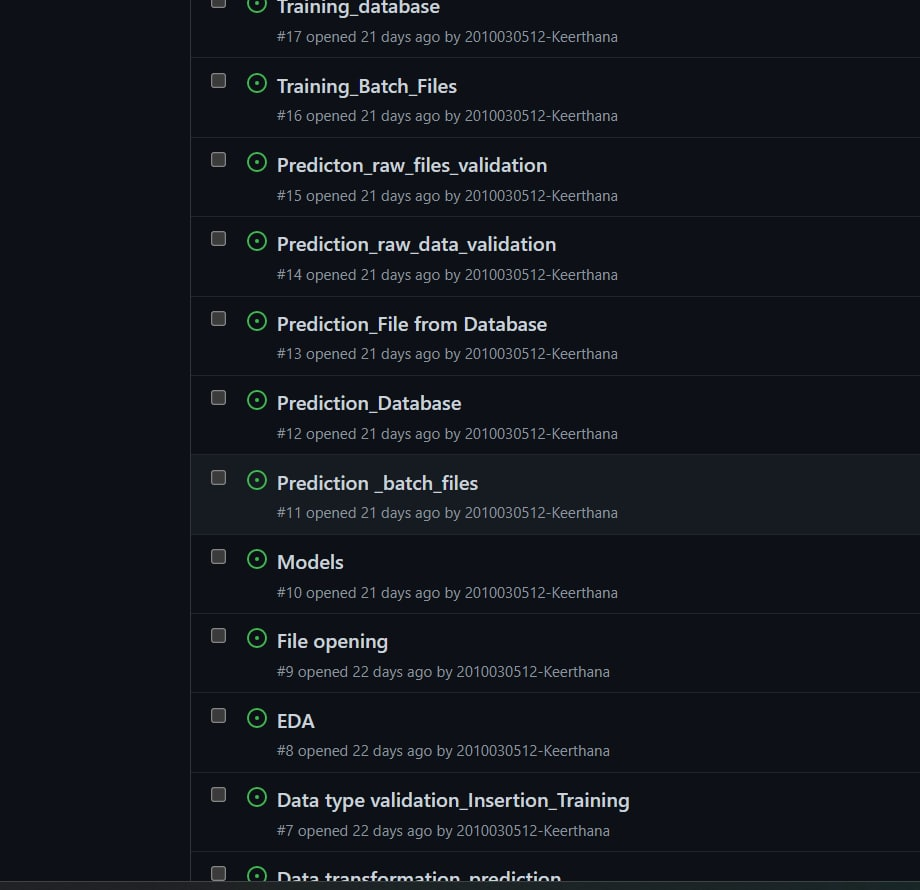 Training_database
#17 opened 21 days ago by 2010030512-Keerthana
Training_Batch_Files
#16 opened 21 days ago by 2010030512-Keerthana
Predicton_raw_files_validation
#15 opened 21 days ago by 2010030512-Keerthana
Prediction_raw_data_validation
#14 opened 21 days ago by 2010030512-Keerthana
Prediction_File from Database
#13 opened 21 days ago by 2010030512-Keerthana
Prediction_Database
#12 opened 21 days ago by 2010030512-Keerthana
Prediction _batch_files
#11 opened 21 days ago by 2010030512-Keerthana
Models
#10 opened 21 days ago by 2010030512-Keerthana
File opening
#9 opened 22 days ago by 2010030512-Keerthana
EDA
#8 opened 22 days ago by 2010030512-Keerthana
Data type validation_Insertion_Training
#7 opened 22 days ago by 2010030512-Keerthana
Data transformation_prediction